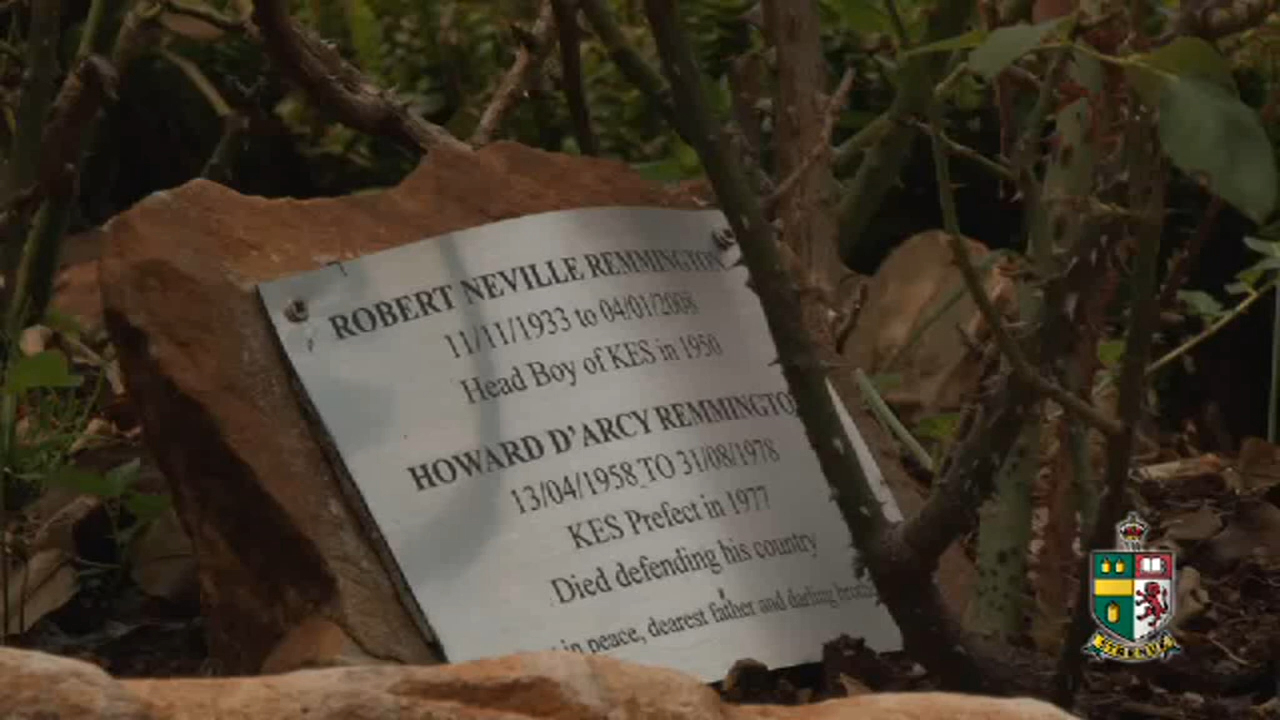 ROBERT NEVILLE REMMINGTON
11/11/1933 to 04/01/2008
Head Boy of KES in 1950
HOWARD D'ARCY REMMINGTO
13/04/1958 TO 31/08/1978
KES Prefect in 1977
Died defending his country
in peace, dearest father and darling